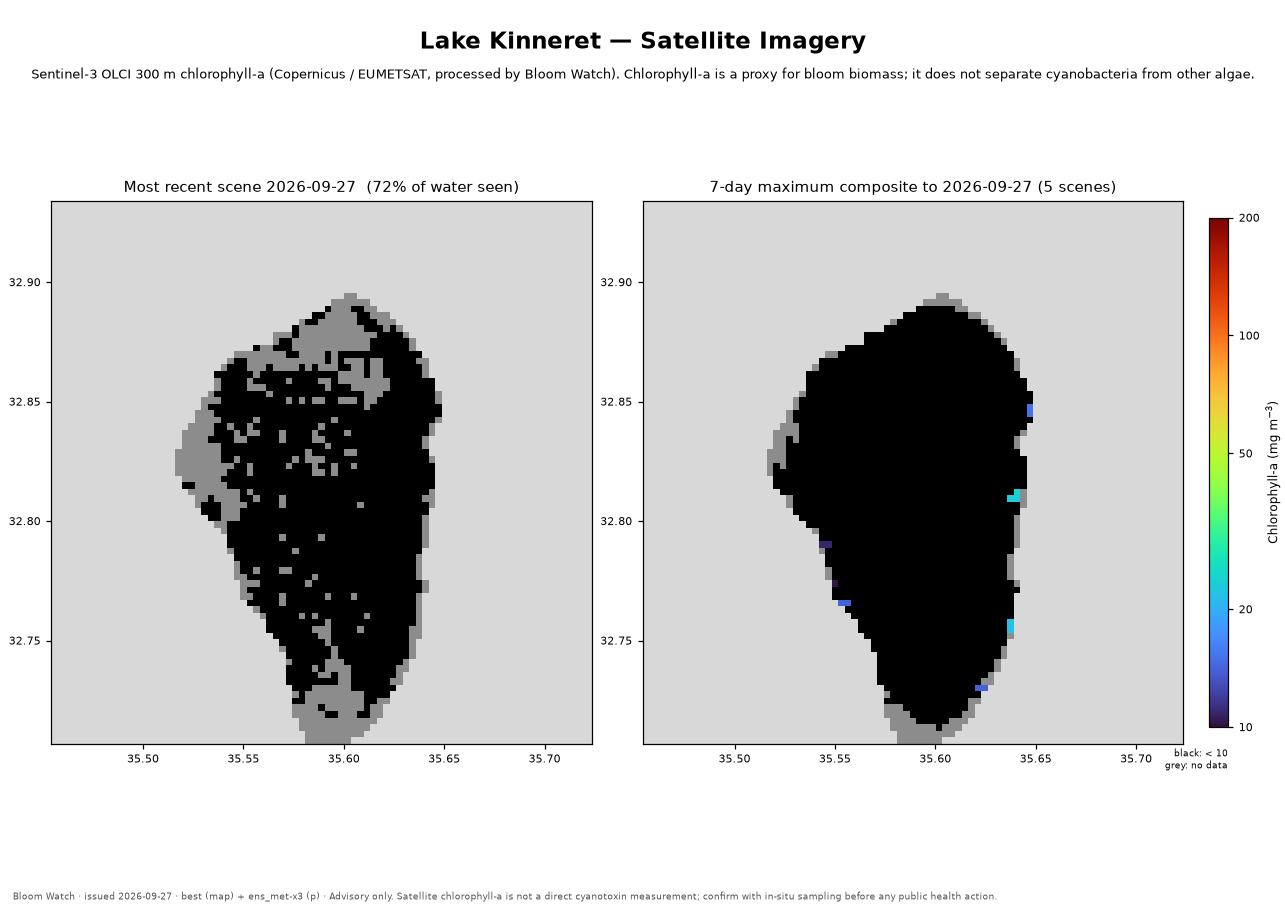 Lake Kinneret — Satellite Imagery
Sentinel-3 OLCI 300 m chlorophyll-a (Copernicus / EUMETSAT, processed by Bloom Watch). Chlorophyll-a is a proxy for bloom biomass; it does not separate cyanobacteria from other algae.
Most recent scene 2026-09-27 (72% of water seen)
32.90
32.85
32.80
32.75
35.50 35.55 35.60 35.65 35.70
7-day maximum composite to 2026-09-27 (5 scenes)
32.90
32.85
32.80
32.75
35.50 35.55 35.60 35.65 35.70
200
100
50
20
10
Chlorophyll-a (mg m⁻³)
black: < 10
grey: no data
Bloom Watch · issued 2026-09-27 · best (map) + ens_met-x3 (p) · Advisory only. Satellite chlorophyll-a is not a direct cyanotoxin measurement; confirm with in-situ sampling before any public health action.